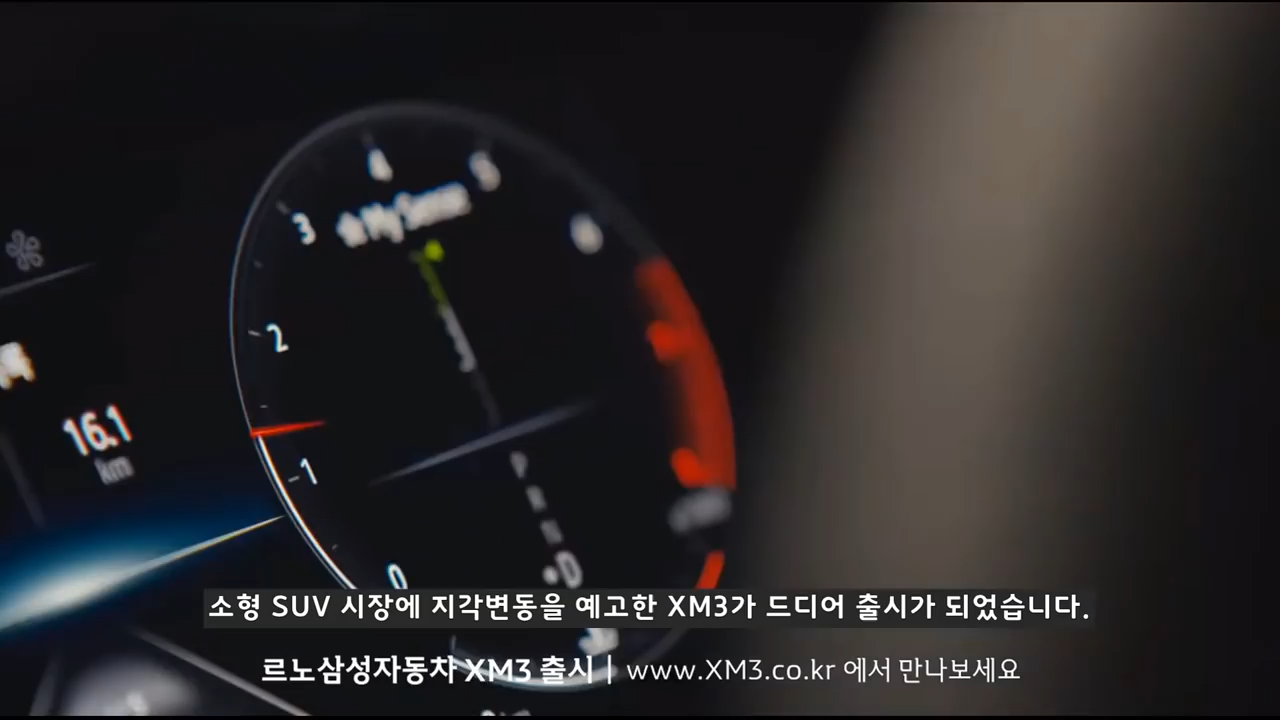 4
5
3
My Sense
6
2
16.1
km
1
0
D
소형 SUV 시장에 지각변동을 예고한 XM3가 드디어 출시가 되었습니다.
르노삼성자동차 XM3 출시 | www.XM3.co.kr 에서 만나보세요